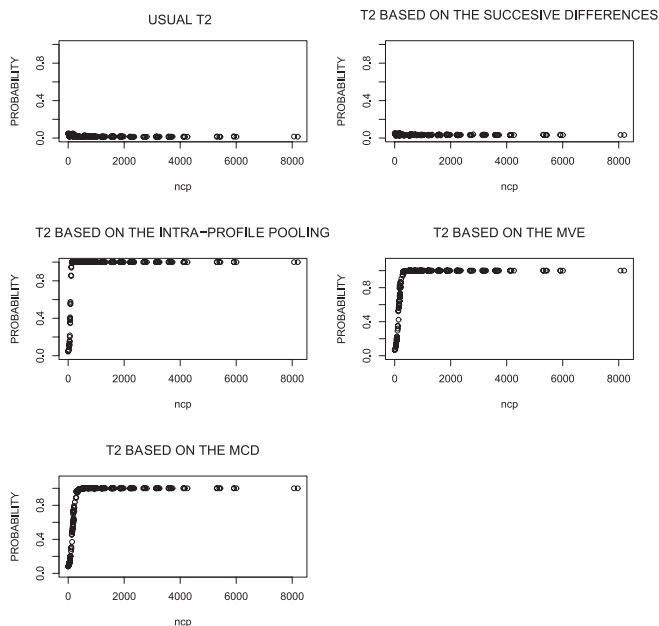 USUAL T2
PROBABILITY
0.0 0.4 0.8
0 2000 4000 6000 8000
ncp
T2 BASED ON THE SUCCESIVE DIFFERENCES
PROBABILITY
0.0 0.4 0.8
0 2000 4000 6000 8000
ncp
T2 BASED ON THE INTRA−PROFILE POOLING
PROBABILITY
0.0 0.4 0.8
0 2000 4000 6000 8000
ncp
T2 BASED ON THE MVE
PROBABILITY
0.0 0.4 0.8
0 2000 4000 6000 8000
ncp
T2 BASED ON THE MCD
PROBABILITY
0.0 0.4 0.8
0 2000 4000 6000 8000
ncp